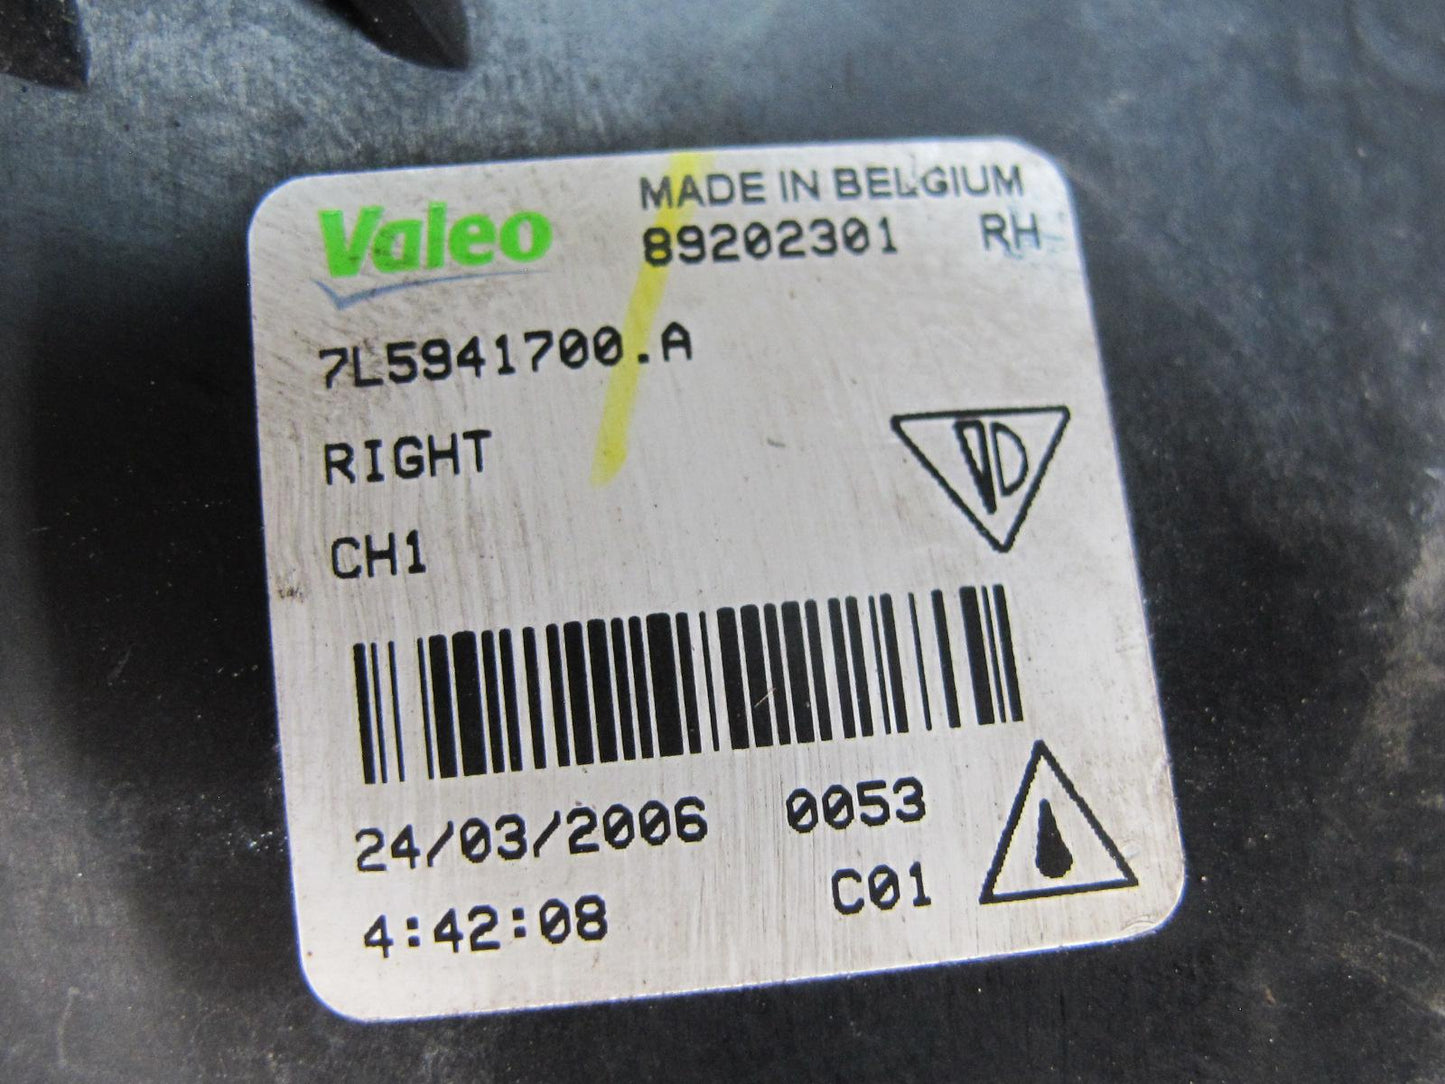 Valeo
MADE IN BELGIUM
89202301 RH
7L5941700.A
RIGHT
CH1
24/03/2006 0053
4:42:08 C01